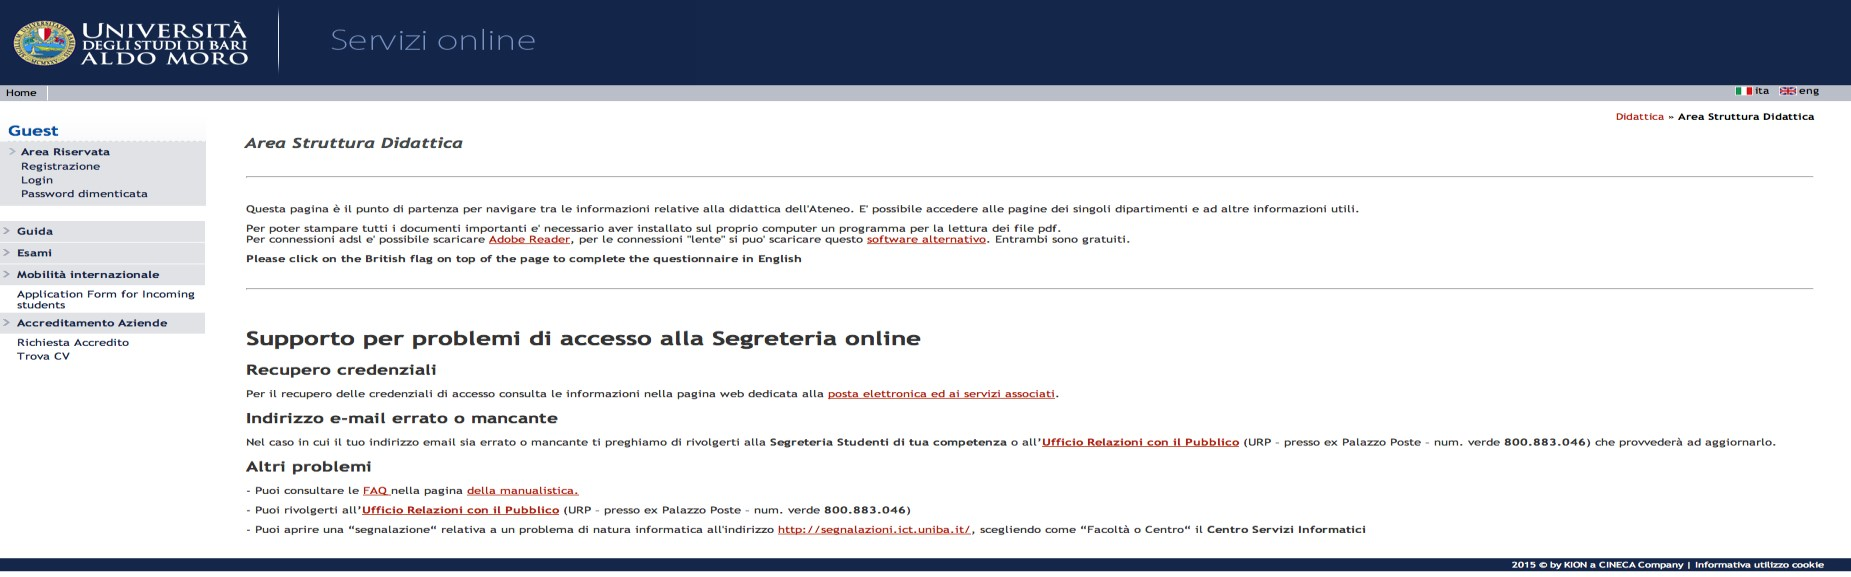 UNIVERSITÀ
DEGLI STUDI DI BARI
ALDO MORO
Servizi online
Home
ita eng
Didattica » Area Struttura Didattica
Guest
Area Riservata
Registrazione
Login
Password dimenticata
Guida
Esami
Mobilità internazionale
Application Form for Incoming
students
Accreditamento Aziende
Richiesta Accredito
Trova CV
Area Struttura Didattica
Questa pagina è il punto di partenza per navigare tra le informazioni relative alla didattica dell'Ateneo. E' possibile accedere alle pagine dei singoli dipartimenti e ad altre informazioni utili.
Per poter stampare tutti i documenti importanti e' necessario aver installato sul proprio computer un programma per la lettura dei file pdf.
Per connessioni adsl e' possibile scaricare Adobe Reader, per le connessioni "lente" si puo' scaricare questo software alternativo. Entrambi sono gratuiti.
Please click on the British flag on top of the page to complete the questionnaire in English
Supporto per problemi di accesso alla Segreteria online
Recupero credenziali
Per il recupero delle credenziali di accesso consulta le informazioni nella pagina web dedicata alla posta elettronica ed ai servizi associati.
Indirizzo e-mail errato o mancante
Nel caso in cui il tuo indirizzo email sia errato o mancante ti preghiamo di rivolgerti alla Segreteria Studenti di tua competenza o all’Ufficio Relazioni con il Pubblico (URP - presso ex Palazzo Poste - num. verde 800.883.046) che provvederà ad aggiornarlo.
Altri problemi
- Puoi consultare le FAQ nella pagina della manualistica.
- Puoi rivolgerti all’Ufficio Relazioni con il Pubblico (URP - presso ex Palazzo Poste - num. verde 800.883.046)
- Puoi aprire una “segnalazione“ relativa a un problema di natura informatica all'indirizzo http://segnalazioni.ict.uniba.it/, scegliendo come “Facoltà o Centro“ il Centro Servizi Informatici
2015 © by KION a CINECA Company | Informativa utilizzo cookie